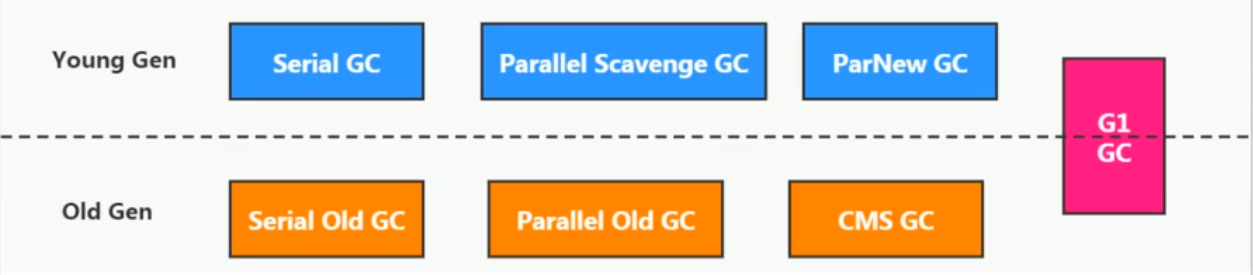 Young Gen
Serial GC
Parallel Scavenge GC
ParNew GC
G1
GC
Old Gen
Serial Old GC
Parallel Old GC
CMS GC